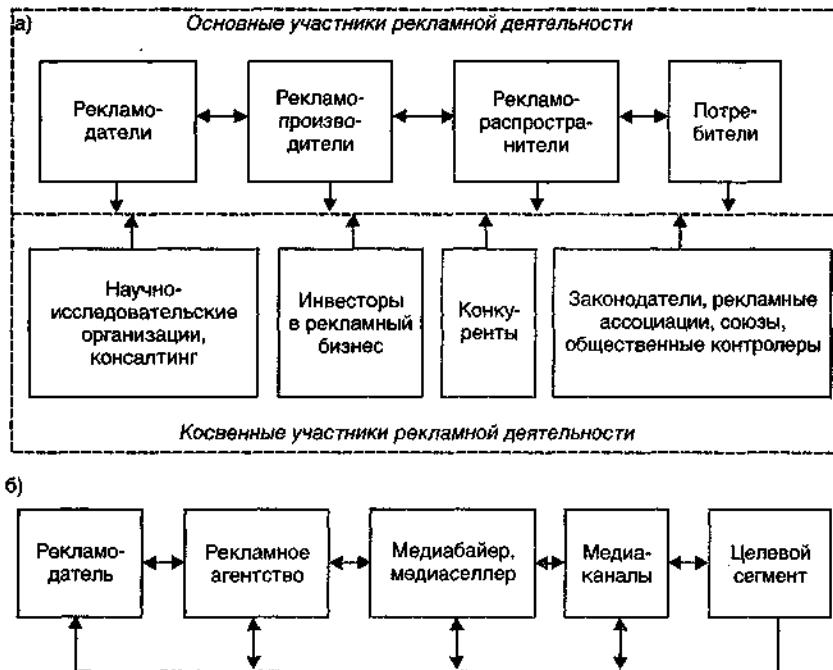 а)
Основные участники рекламной деятельности
Рекламо-
датели
Рекламо-
произво-
дители
Рекламо-
распростра-
нители
Потре-
бители
Научно-
исследовательские
организации,
консалтинг
Инвесторы
в рекламный
бизнес
Конку-
ренты
Законодатели, рекламные
ассоциации, союзы,
общественные контролеры
Косвенные участники рекламной деятельности
б)
Рекламо-
датель
Рекламное
агентство
Медиабайер,
медиаселлер
Медиа-
каналы
Целевой
сегмент